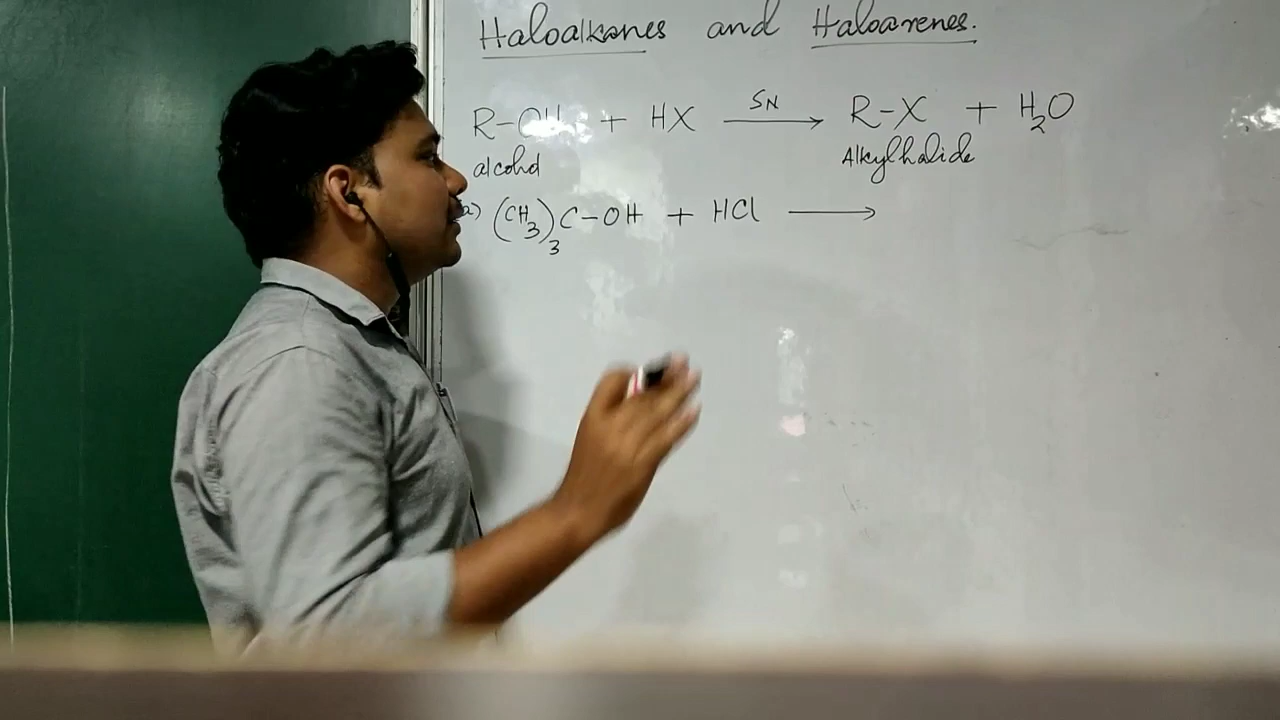 Haloalkanes and Haloarenes.
R-OH + HX SN → R-X + H₂O
alcohol Alkylhalide
a) (CH₃)₃C-OH + HCl →